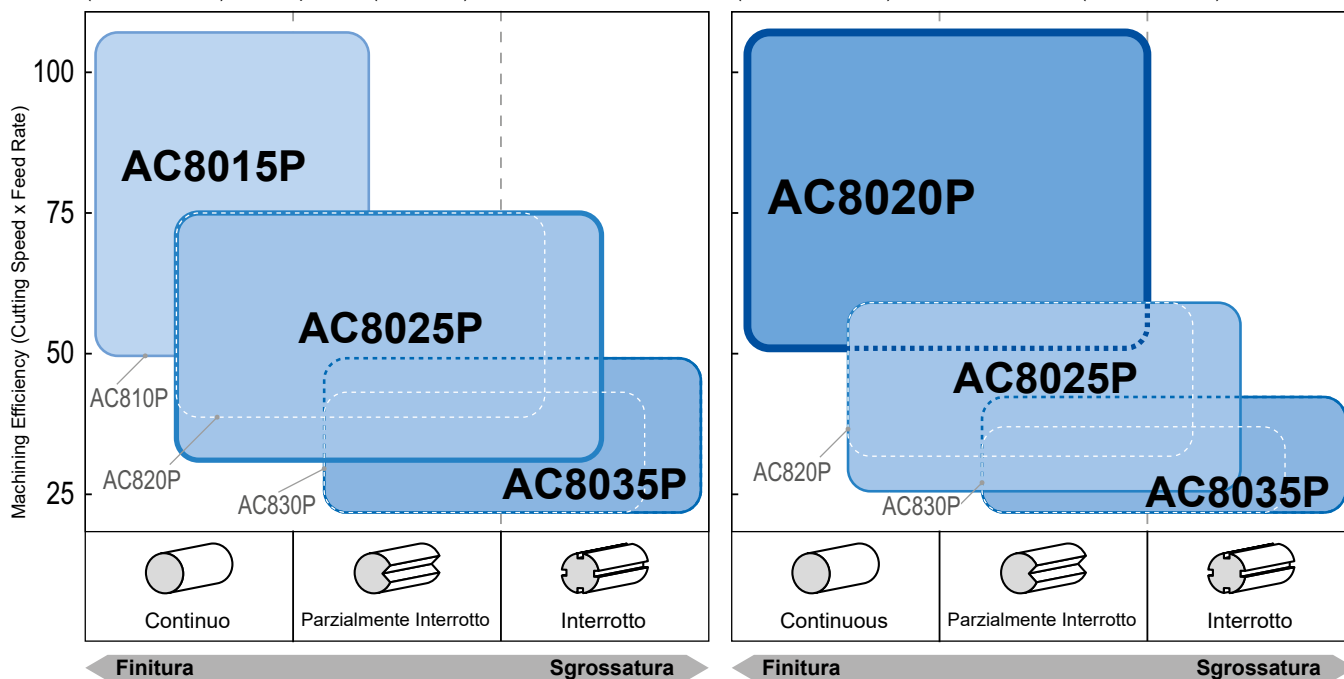 Machining Efficiency (Cutting Speed x Feed Rate)
100
75
50
25
AC8015P
AC8025P
AC8035P
AC810P
AC820P
AC830P
Continuo
Parzialmente Interrotto
Interrotto
Finitura
Sgrossatura
AC8020P
AC8025P
AC8035P
AC820P
AC830P
Continuous
Parzialmente Interrotto
Interrotto
Finitura
Sgrossatura